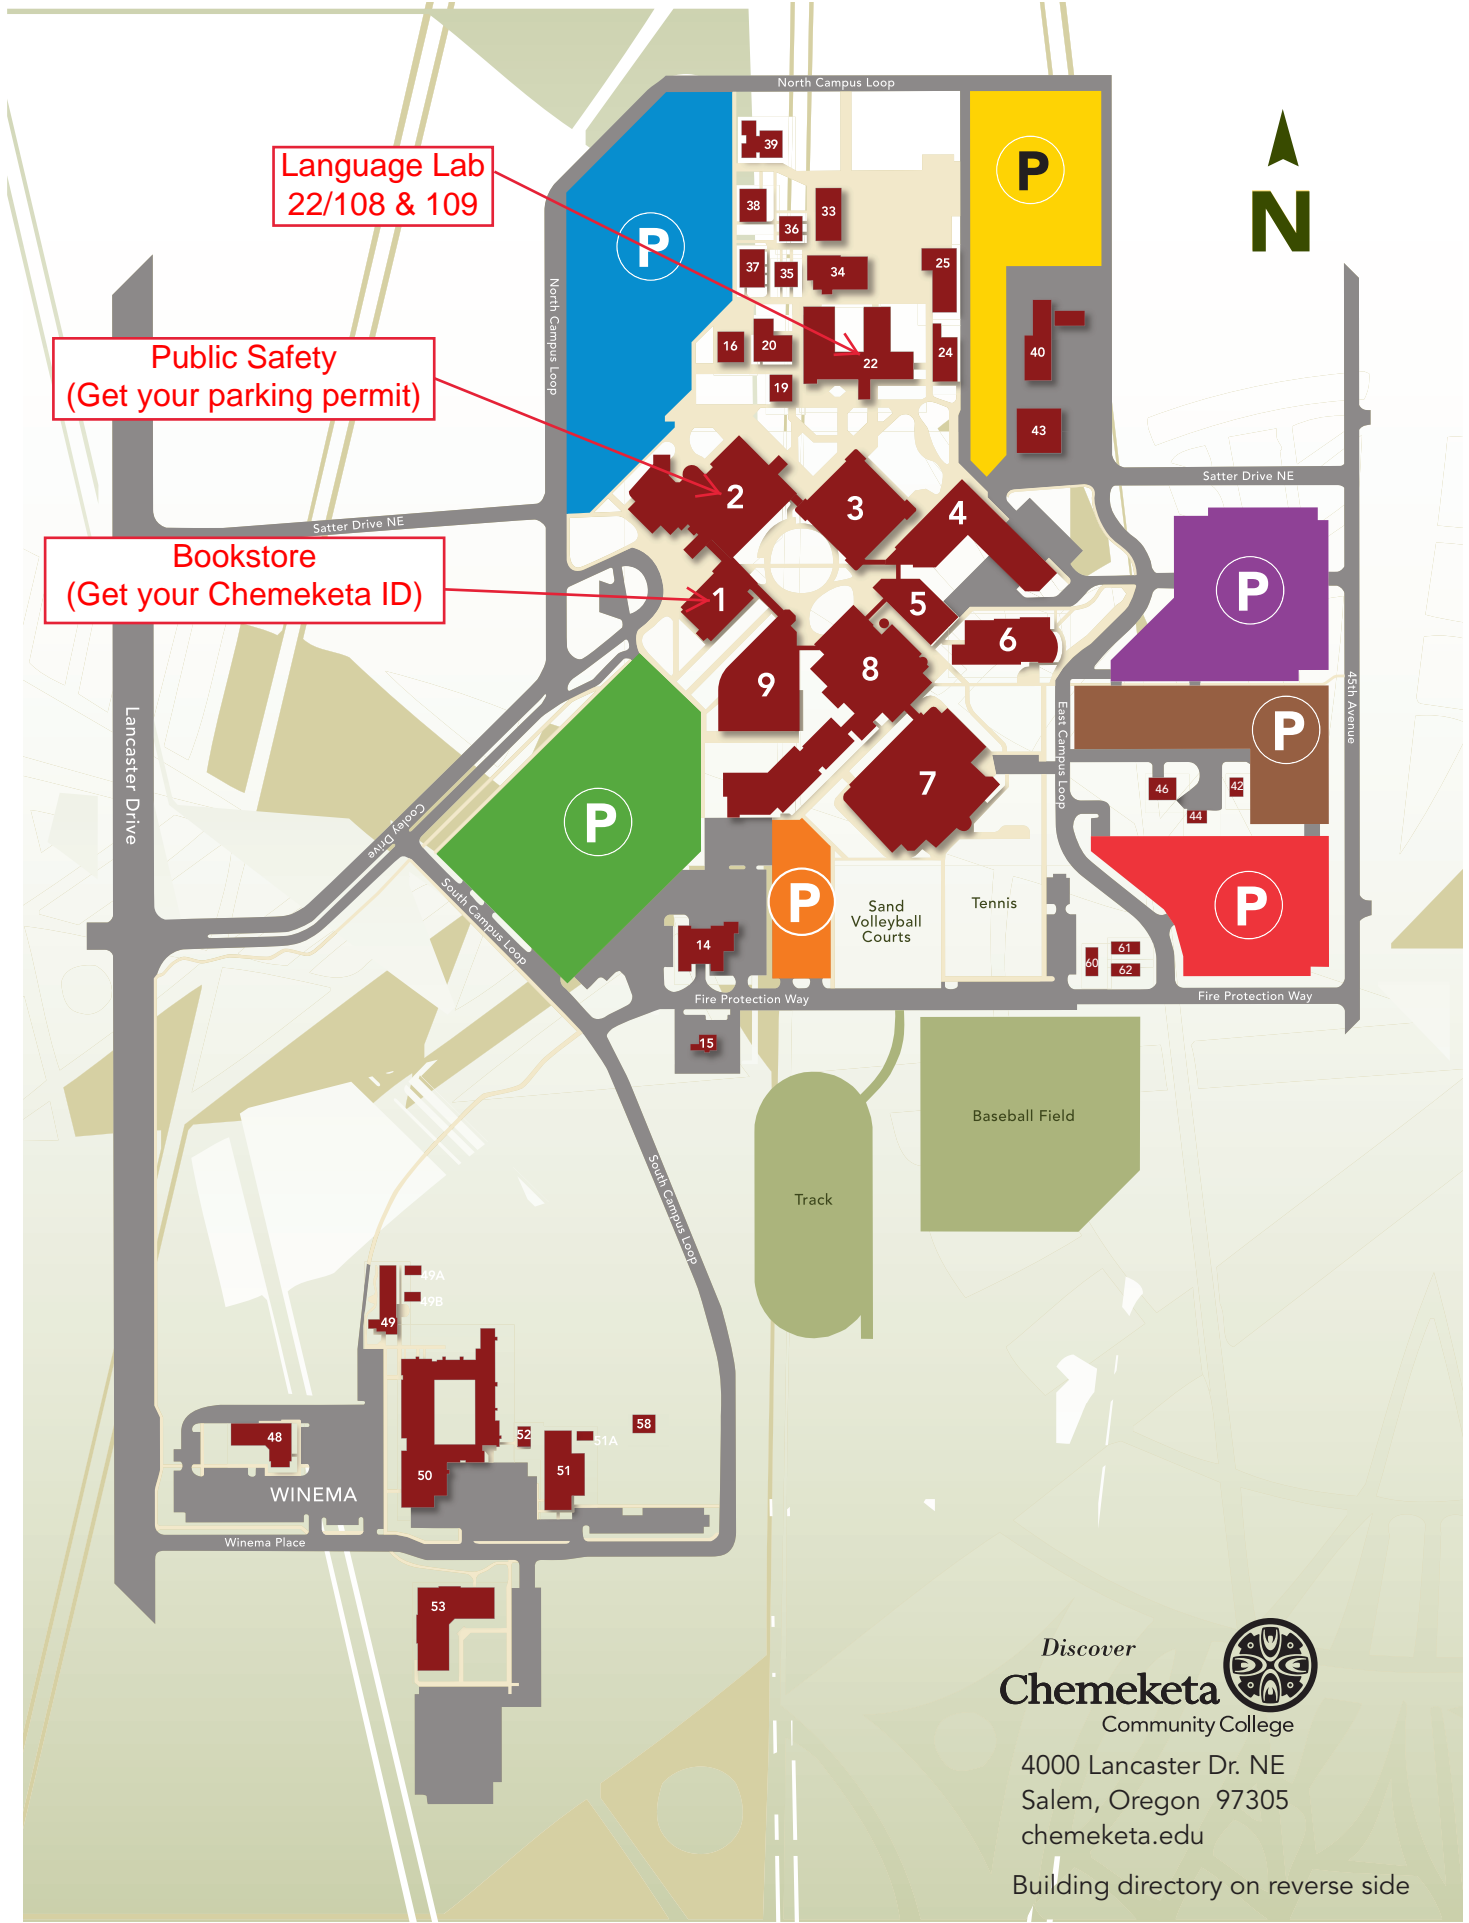 North Campus Loop
39
Language Lab
22/108 & 109
P
P
N
38
33
36
37
35
34
25
North Campus Loop
16
20
22
24
40
19
43
Public Safety
(Get your parking permit)
Satter Drive NE
2
3
4
Satter Drive NE
Bookstore
(Get your Chemeketa ID)
1
5
P
6
9
8
45th Avenue
Lancaster Drive
East Campus Loop
P
7
46
42
44
Cooley Drive
P
South Campus Loop
P
Sand
Volleyball
Courts
Tennis
P
14
60
61
62
Fire Protection Way
Fire Protection Way
15
Baseball Field
Track
South Campus Loop
49A
49B
49
48
52
58
51A
50
51
WINEMA
Winema Place
53
Discover
Chemeketa
Community College
4000 Lancaster Dr. NE
Salem, Oregon 97305
chemeketa.edu
Building directory on reverse side